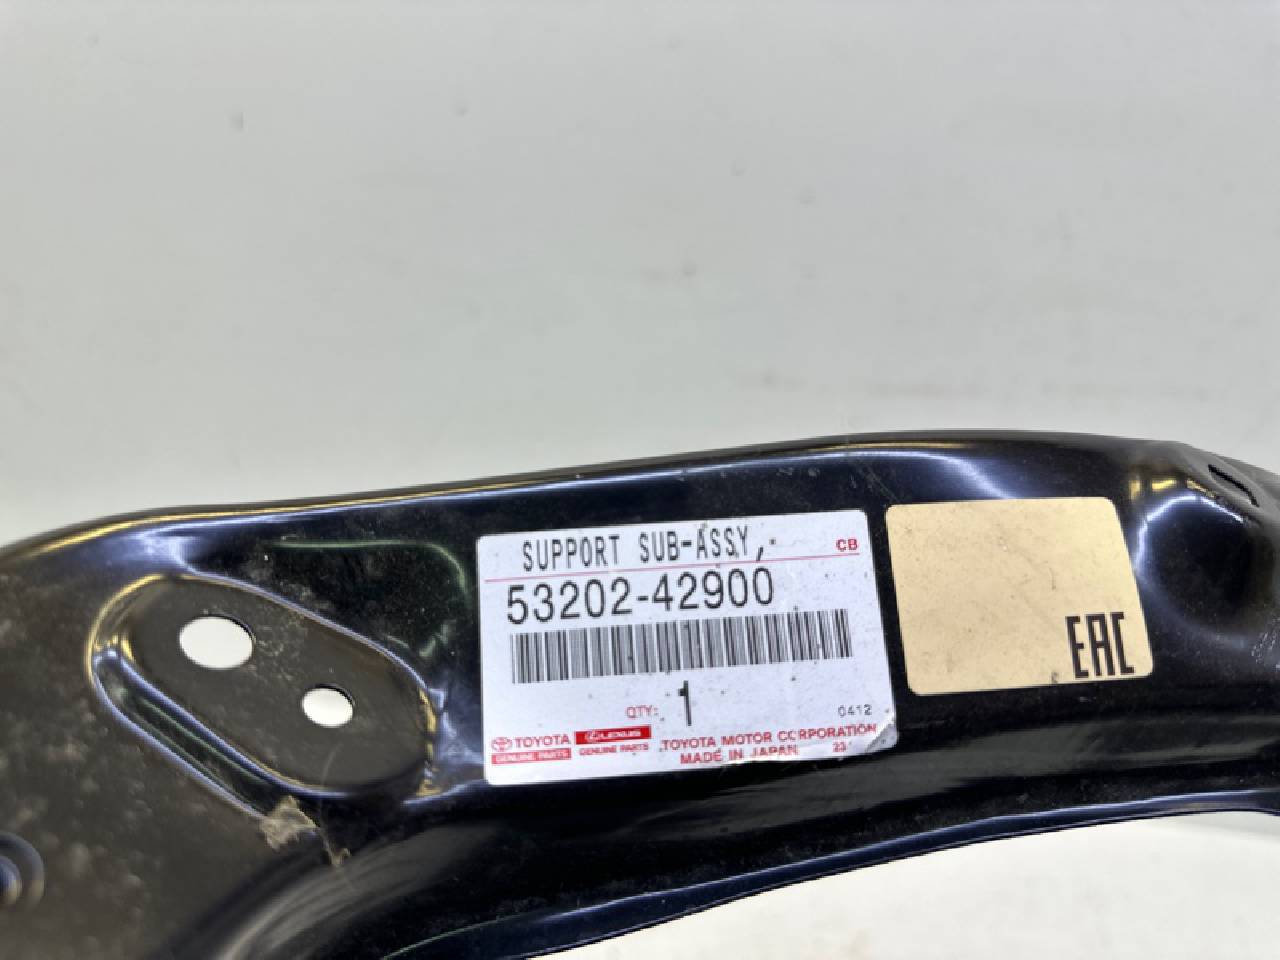 SUPPORT SUB-ASSY,
CB
53202-42900
QTY: 1
0412
TOYOTA
GENUINE PARTS
LEXUS
GENUINE PARTS
TOYOTA MOTOR CORPORATION
MADE IN JAPAN
23
EAC